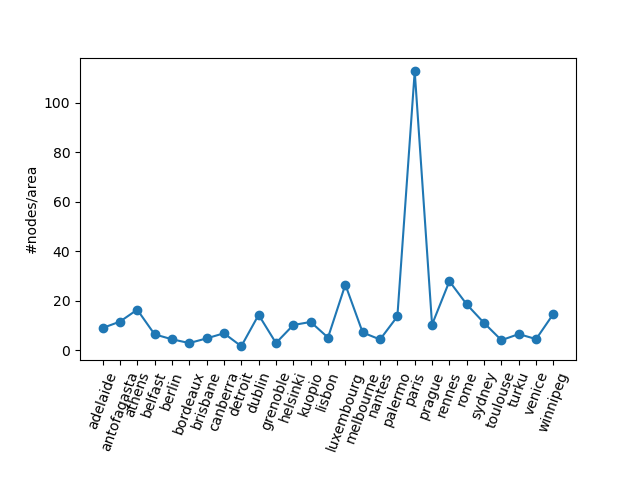 #nodes/area
100
80
60
40
20
0
adelaide
antofagasta
athens
belfast
berlin
bordeaux
brisbane
canberra
detroit
dublin
grenoble
helsinki
kuopio
lisbon
luxembourg
melbourne
nantes
palermo
paris
prague
rennes
rome
sydney
toulouse
turku
venice
winnipeg